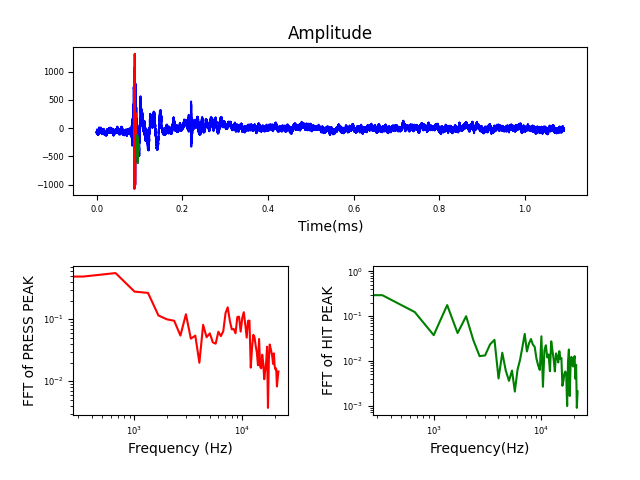 Amplitude
1000
500
0
−500
−1000
0.0 0.2 0.4 0.6 0.8 1.0
Time(ms)
FFT of PRESS PEAK
10⁻¹
10⁻²
10³ 10⁴
Frequency (Hz)
FFT of HIT PEAK
10⁰
10⁻¹
10⁻²
10⁻³
10³ 10⁴
Frequency(Hz)